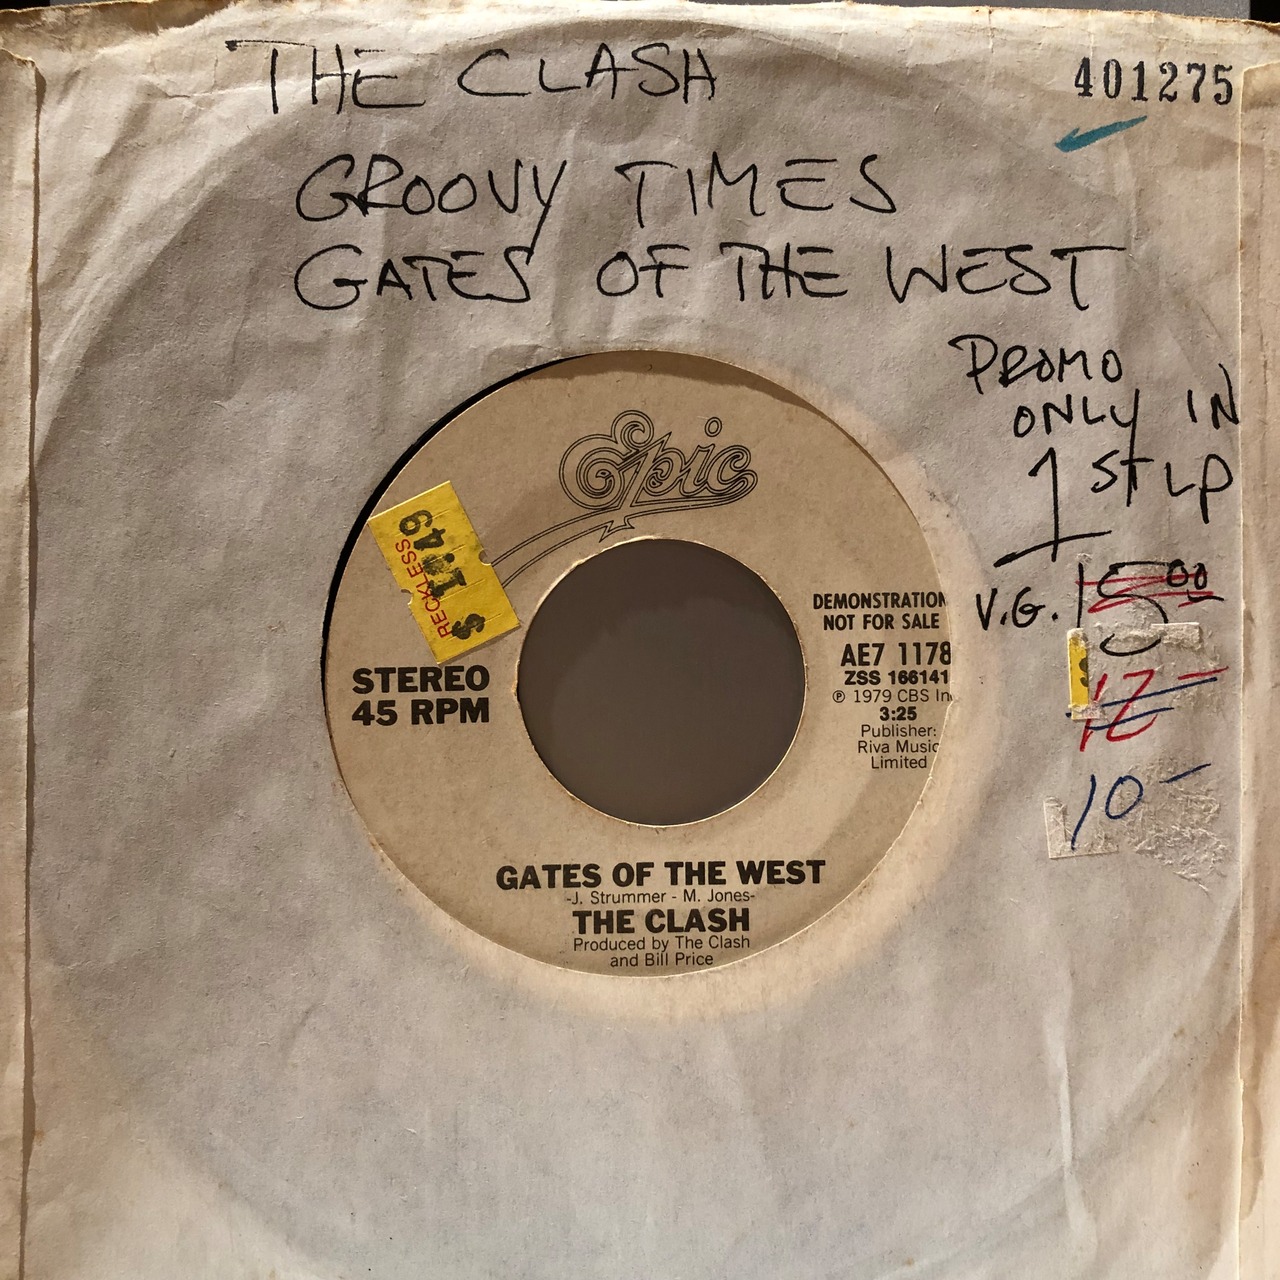 THE CLASH
401275
GROOVY TIMES
GATES OF THE WEST
PROMO
ONLY IN
1ST LP
V.G. 15.00
12-
10-
Epic
RECKLESS
$ 1.49
STEREO
45 RPM
DEMONSTRATION
NOT FOR SALE
AE7 1178
ZSS 166141
℗ 1979 CBS In
3:25
Publisher:
Riva Music
Limited
GATES OF THE WEST
-J. Strummer - M. Jones-
THE CLASH
Produced by The Clash
and Bill Price